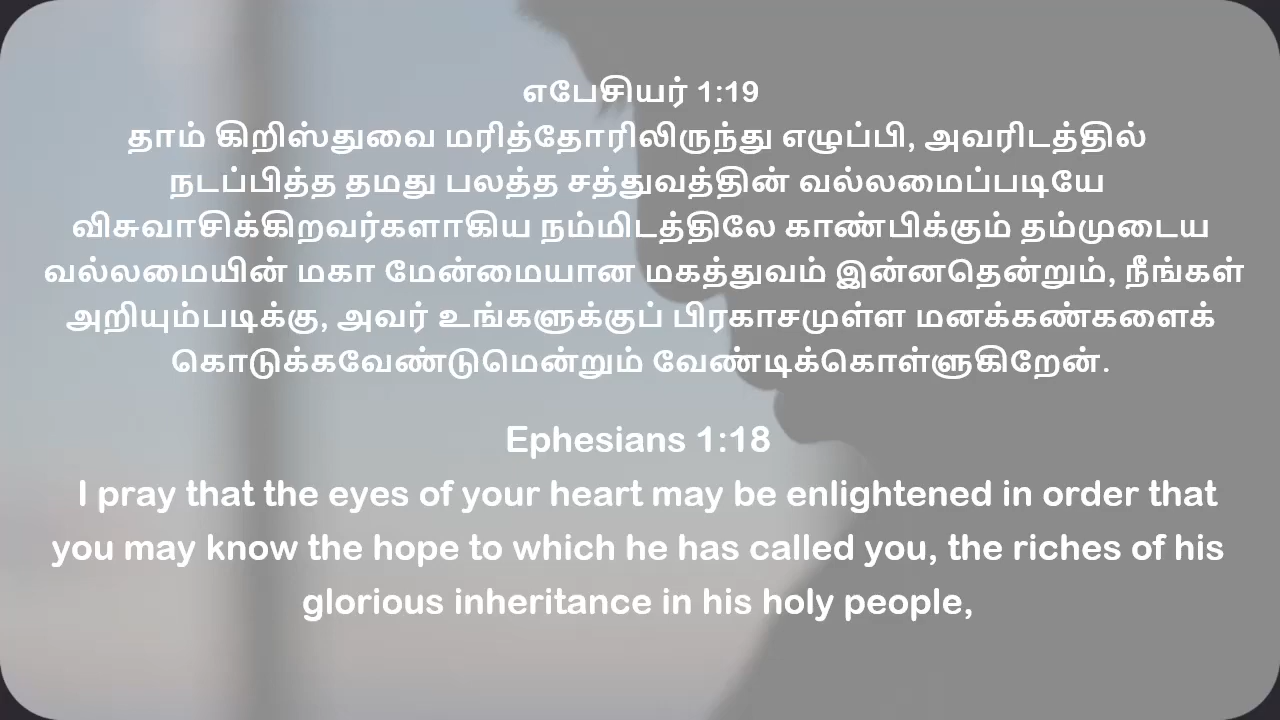 எபேசியர் 1:19
தாம் கிறிஸ்துவை மரித்தோரிலிருந்து எழுப்பி, அவரிடத்தில்
நடப்பித்த தமது பலத்த சத்துவத்தின் வல்லமைப்படியே
விசுவாசிக்கிறவர்களாகிய நம்மிடத்திலே காண்பிக்கும் தம்முடைய
வல்லமையின் மகா மேன்மையான மகத்துவம் இன்னதென்றும், நீங்கள்
அறியும்படிக்கு, அவர் உங்களுக்குப் பிரகாசமுள்ள மனக்கண்களைக்
கொடுக்கவேண்டுமென்றும் வேண்டிக்கொள்ளுகிறேன்.
Ephesians 1:18
I pray that the eyes of your heart may be enlightened in order that
you may know the hope to which he has called you, the riches of his
glorious inheritance in his holy people,